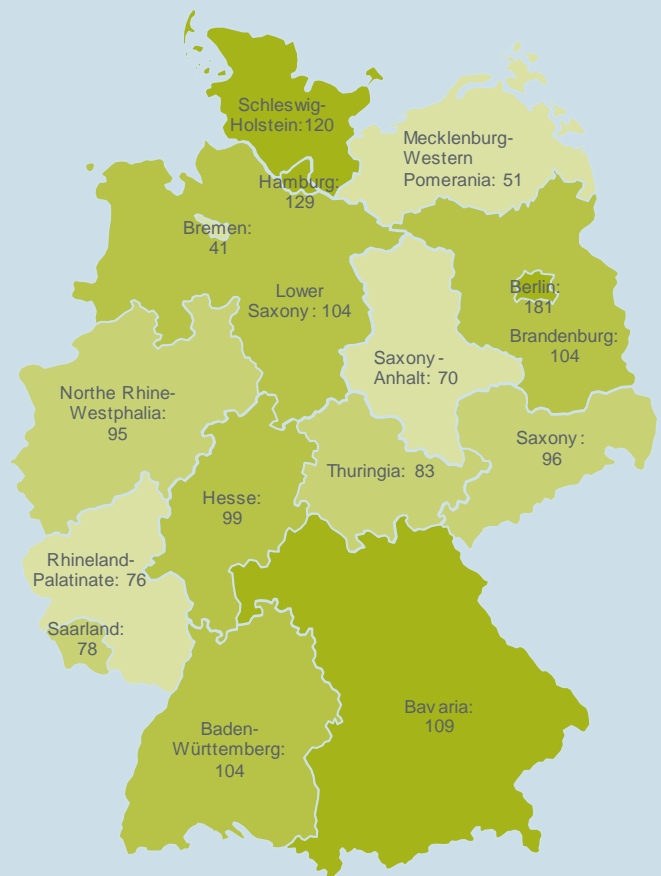 Schleswig-
Holstein: 120
Mecklenburg-
Western
Pomerania: 51
Hamburg:
129
Bremen:
41
Lower
Saxony: 104
Berlin:
181
Brandenburg:
104
Saxony-
Anhalt: 70
Northe Rhine-
Westphalia:
95
Saxony:
96
Thuringia: 83
Hesse:
99
Rhineland-
Palatinate: 76
Saarland:
78
Bavaria:
109
Baden-
Württemberg:
104